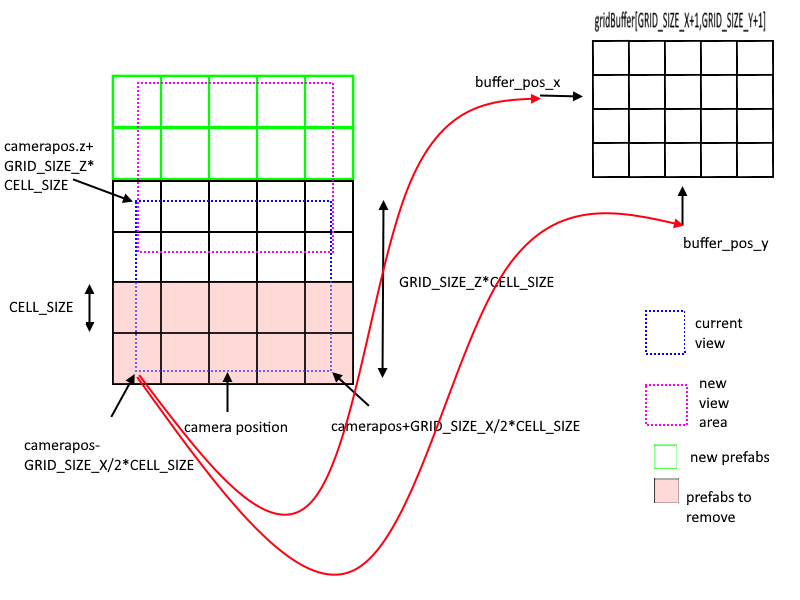 gridBuffer[GRID_SIZE_X+1,GRID_SIZE_Y+1]
buffer_pos_x
camerapos.z+
GRID_SIZE_Z*
CELL_SIZE
buffer_pos_y
GRID_SIZE_Z*CELL_SIZE
CELL_SIZE
current
view
new
view
area
camera position
camerapos+GRID_SIZE_X/2*CELL_SIZE
camerapos-
GRID_SIZE_X/2*CELL_SIZE
new prefabs
prefabs to
remove